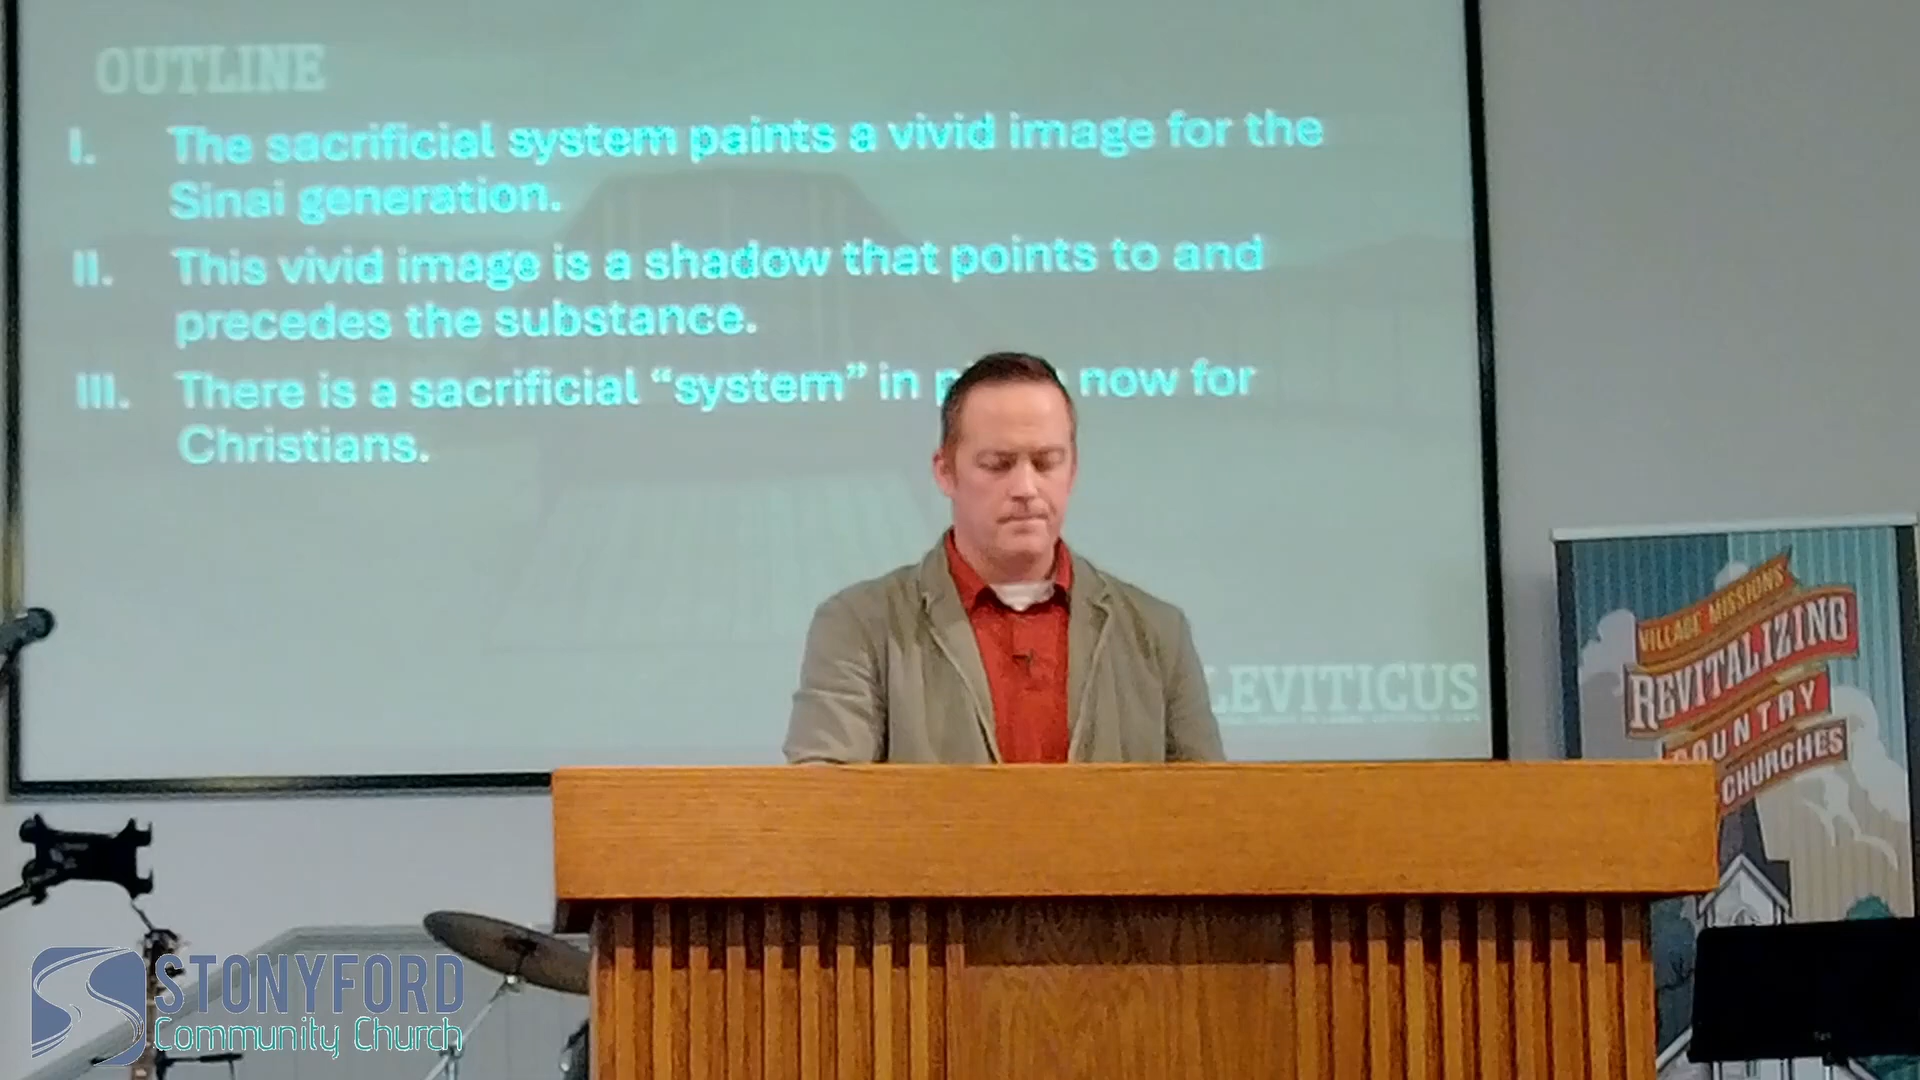 OUTLINE
I. The sacrificial system paints a vivid image for the
Sinai generation.
II. This vivid image is a shadow that points to and
precedes the substance.
III. There is a sacrificial “system” in now for
Christians.
LEVITICUS
VILLAGE MISSIONS
REVITALIZING
COUNTRY
CHURCHES
STONYFORD
Community Church